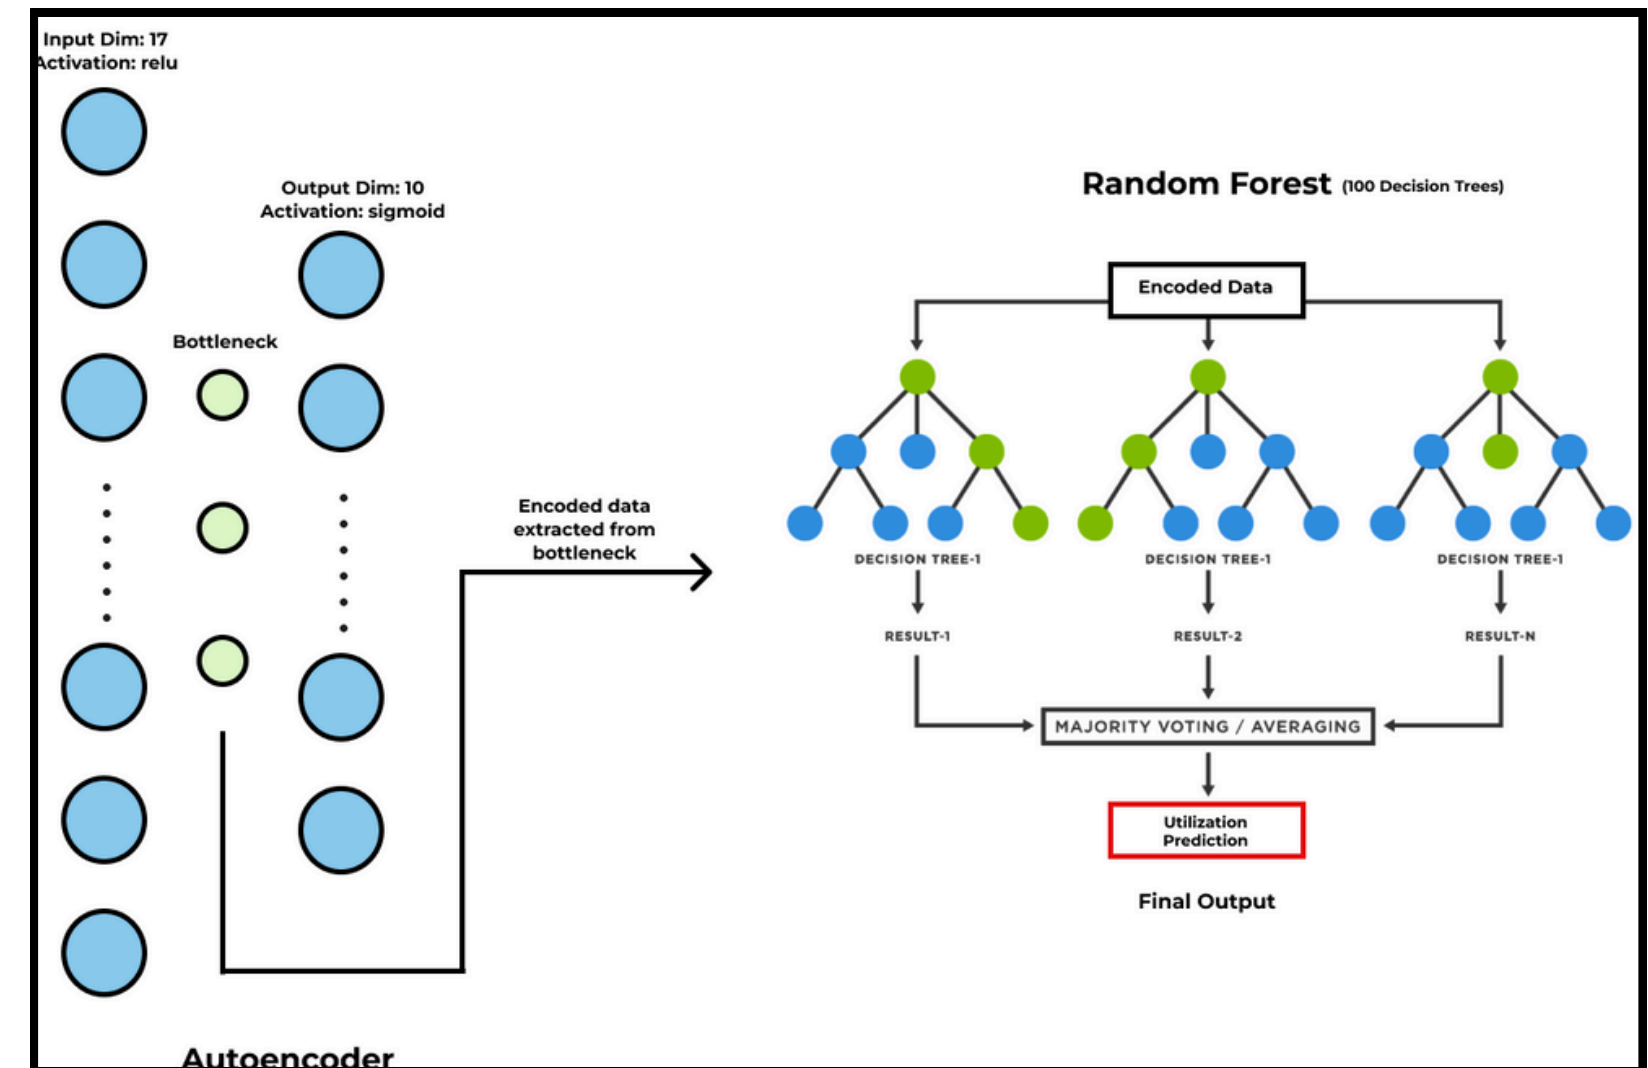 Input Dim: 17
Activation: relu
Output Dim: 10
Activation: sigmoid
Bottleneck
Encoded data
extracted from
bottleneck
Autoencoder
Random Forest (100 Decision Trees)
Encoded Data
DECISION TREE-1
DECISION TREE-1
DECISION TREE-1
RESULT-1
RESULT-2
RESULT-N
MAJORITY VOTING / AVERAGING
Utilization
Prediction
Final Output